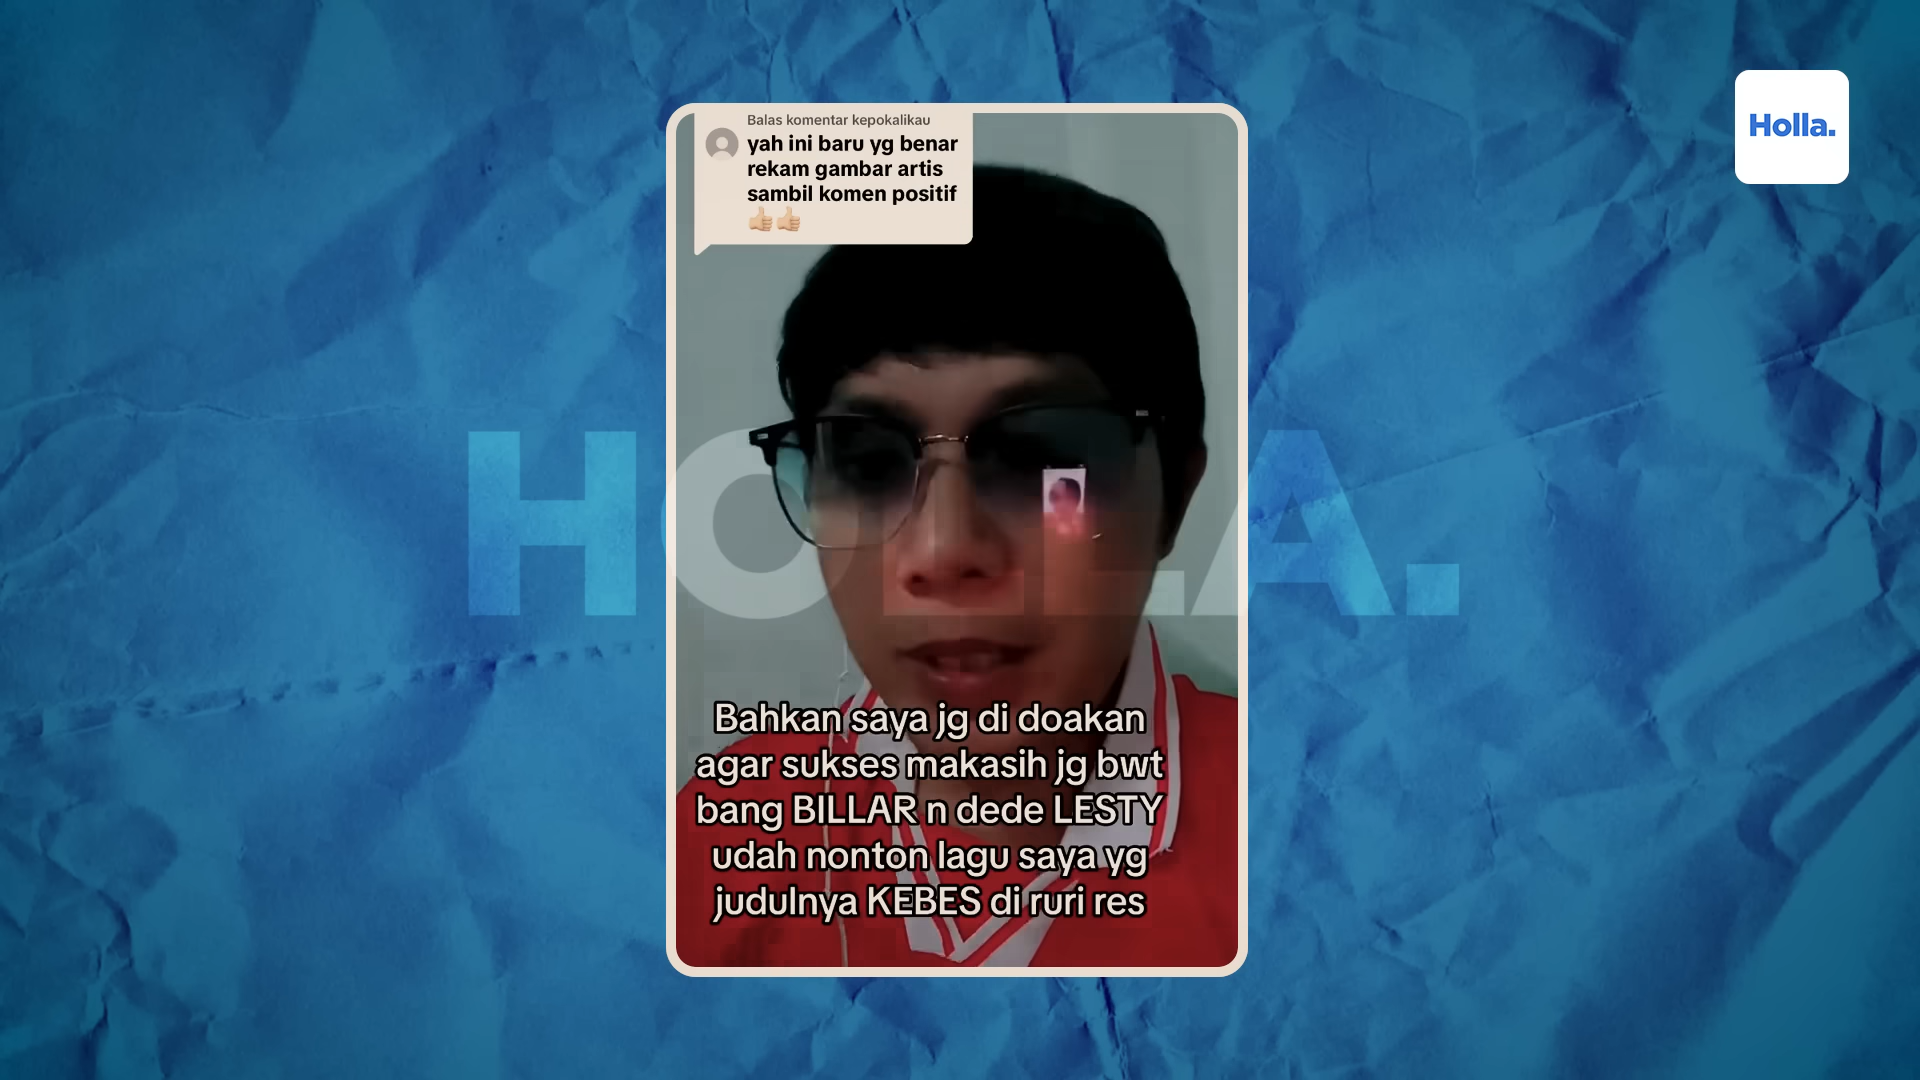 Holla.
Balas komentar kepokalikau
yah ini baru yg benar
rekam gambar artis
sambil komen positif
👍🏼👍🏼
HOLLA.
Bahkan saya jg di doakan
agar sukses makasih jg bwt
bang BILLAR n dede LESTY
udah nonton lagu saya yg
judulnya KEBES di ruri res